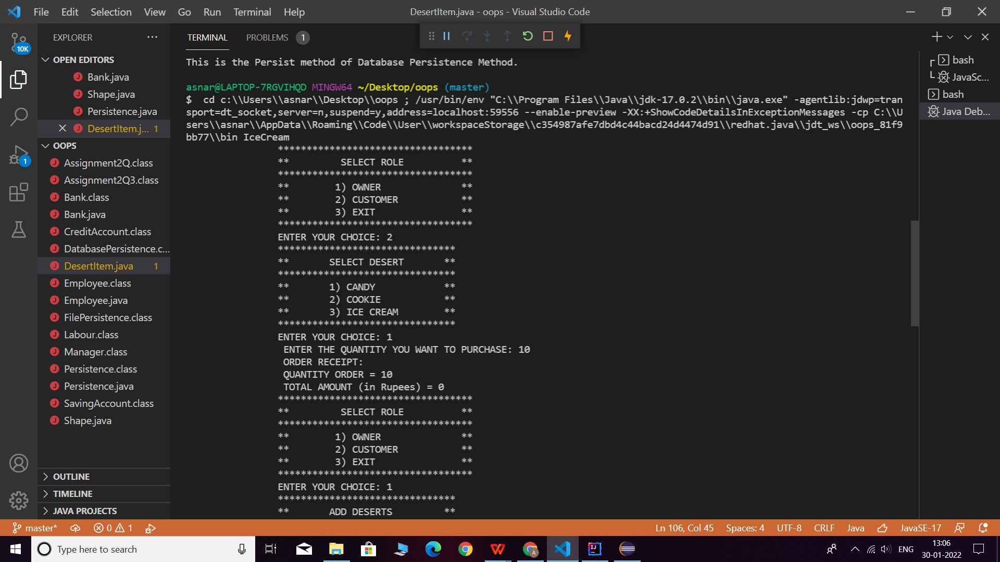 File Edit Selection View Go Run Terminal Help
DesertItem.java - oops - Visual Studio Code
10K
1
EXPLORER
OPEN EDITORS
Bank.java
Shape.java
Persistence.java
DesertItem.j... 1
OOPS
Assignment2Q.class
Assignment2Q3.class
Bank.class
Bank.java
CreditAccount.class
DatabasePersistence.c...
DesertItem.java 1
Employee.class
Employee.java
FilePersistence.class
Labour.class
Manager.class
Persistence.class
Persistence.java
SavingAccount.class
Shape.java
OUTLINE
TIMELINE
JAVA PROJECTS
TERMINAL PROBLEMS 1
This is the Persist method of Database Persistence Method.
asnar@LAPTOP-7RGVIHQD MINGW64 ~/Desktop/oops (master)
$  cd c:\\Users\\asnar\\Desktop\\oops ; /usr/bin/env "C:\\Program Files\\Java\\jdk-17.0.2\\bin\\java.exe" -agentlib:jdwp=tran
sport=dt_socket,server=n,suspend=y,address=localhost:59556 --enable-preview -XX:+ShowCodeDetailsInExceptionMessages -cp C:\\U
sers\\asnar\\AppData\\Roaming\\Code\\User\\workspaceStorage\\c354987afe7dbd4c44bacd24d4474d91\\redhat.java\\jdt_ws\\oops_81f9
bb77\\bin IceCream
**********************************
**         SELECT ROLE          **
**********************************
**        1) OWNER              **
**        2) CUSTOMER           **
**        3) EXIT               **
**********************************
ENTER YOUR CHOICE: 2
*******************************
**       SELECT DESERT       **
*******************************
**       1) CANDY            **
**       2) COOKIE           **
**       3) ICE CREAM        **
*******************************
ENTER YOUR CHOICE: 1
ENTER THE QUANTITY YOU WANT TO PURCHASE: 10
ORDER RECEIPT:
QUANTITY ORDER = 10
TOTAL AMOUNT (in Rupees) = 0
**********************************
**         SELECT ROLE          **
**********************************
**        1) OWNER              **
**        2) CUSTOMER           **
**        3) EXIT               **
**********************************
ENTER YOUR CHOICE: 1
*******************************
**       ADD DESERTS         **
bash
JavaSc...
bash
Java Deb...
master* 0 1
Ln 106, Col 45 Spaces: 4 UTF-8 CRLF Java JavaSE-17
Type here to search
ENG
13:06
30-01-2022